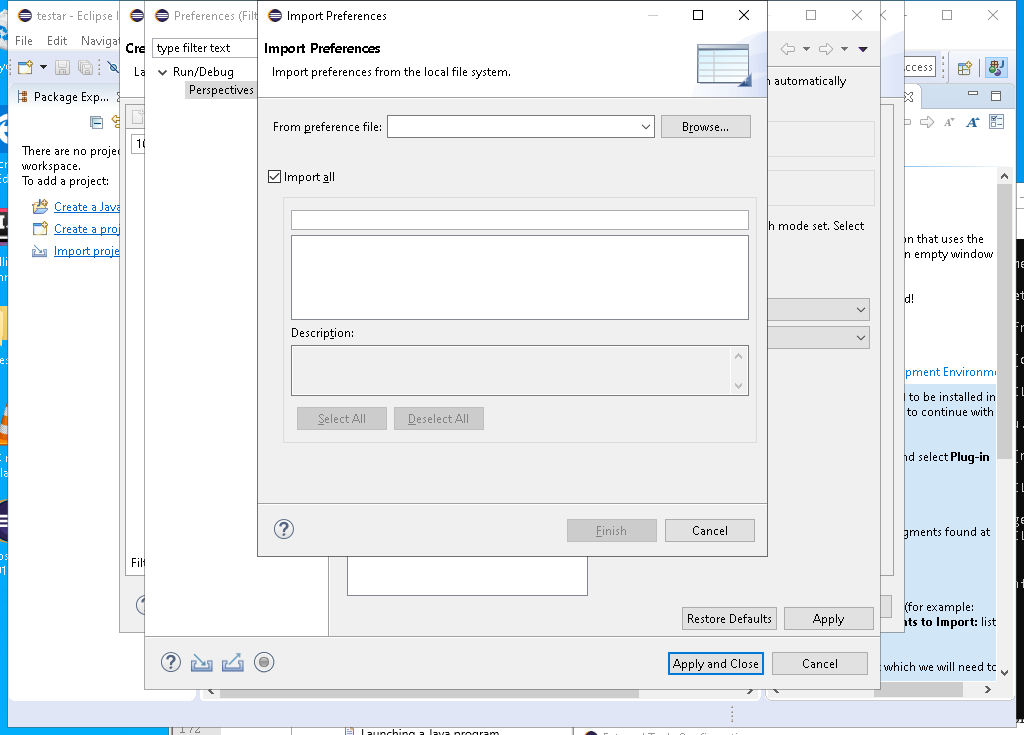 testar - Eclipse I
File Edit Navigat
Package Exp...
There are no projec
workspace.
To add a project:
Create a Java
Create a proj
Import proje
Cre
La
10
Filt
Preferences (Filt
type filter text
Run/Debug
Perspectives
Import Preferences
Import Preferences
Import preferences from the local file system.
From preference file:
Browse...
Import all
Description:
Select All
Deselect All
Finish
Cancel
automatically
h mode set. Select
Restore Defaults
Apply
Apply and Close
Cancel
ccess
on that uses the
n empty window
d!
pment Environme
l to be installed in
to continue with
nd select Plug-in
gments found at
(for example:
nts to Import: list
which we will need to
172
Launching a Java program
External Tools Configuratio